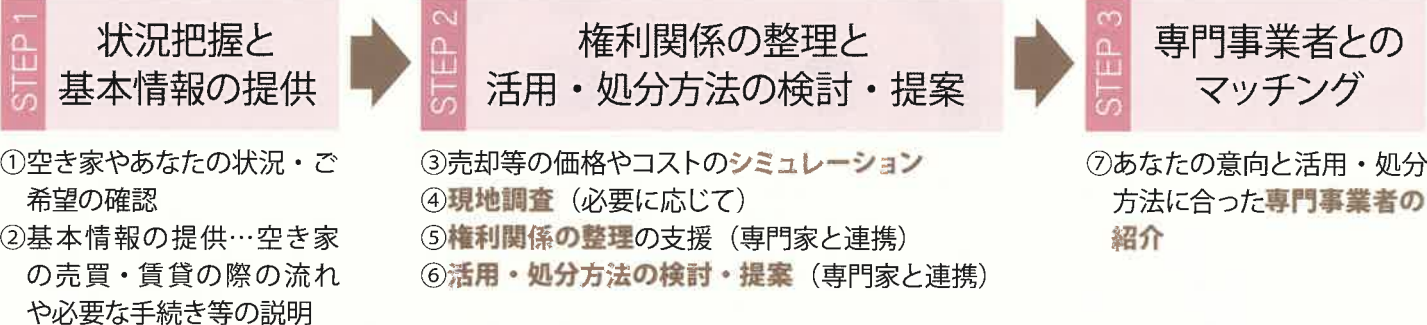 STEP 1
状況把握と
基本情報の提供
①空き家やあなたの状況・ご
希望の確認
②基本情報の提供…空き家
の売買・賃貸の際の流れ
や必要な手続き等の説明
STEP 2
権利関係の整理と
活用・処分方法の検討・提案
③売却等の価格やコストのシミュレーション
④現地調査（必要に応じて）
⑤権利関係の整理の支援（専門家と連携）
⑥活用・処分方法の検討・提案（専門家と連携）
STEP 3
専門事業者との
マッチング
⑦あなたの意向と活用・処分
方法に合った専門事業者の
紹介